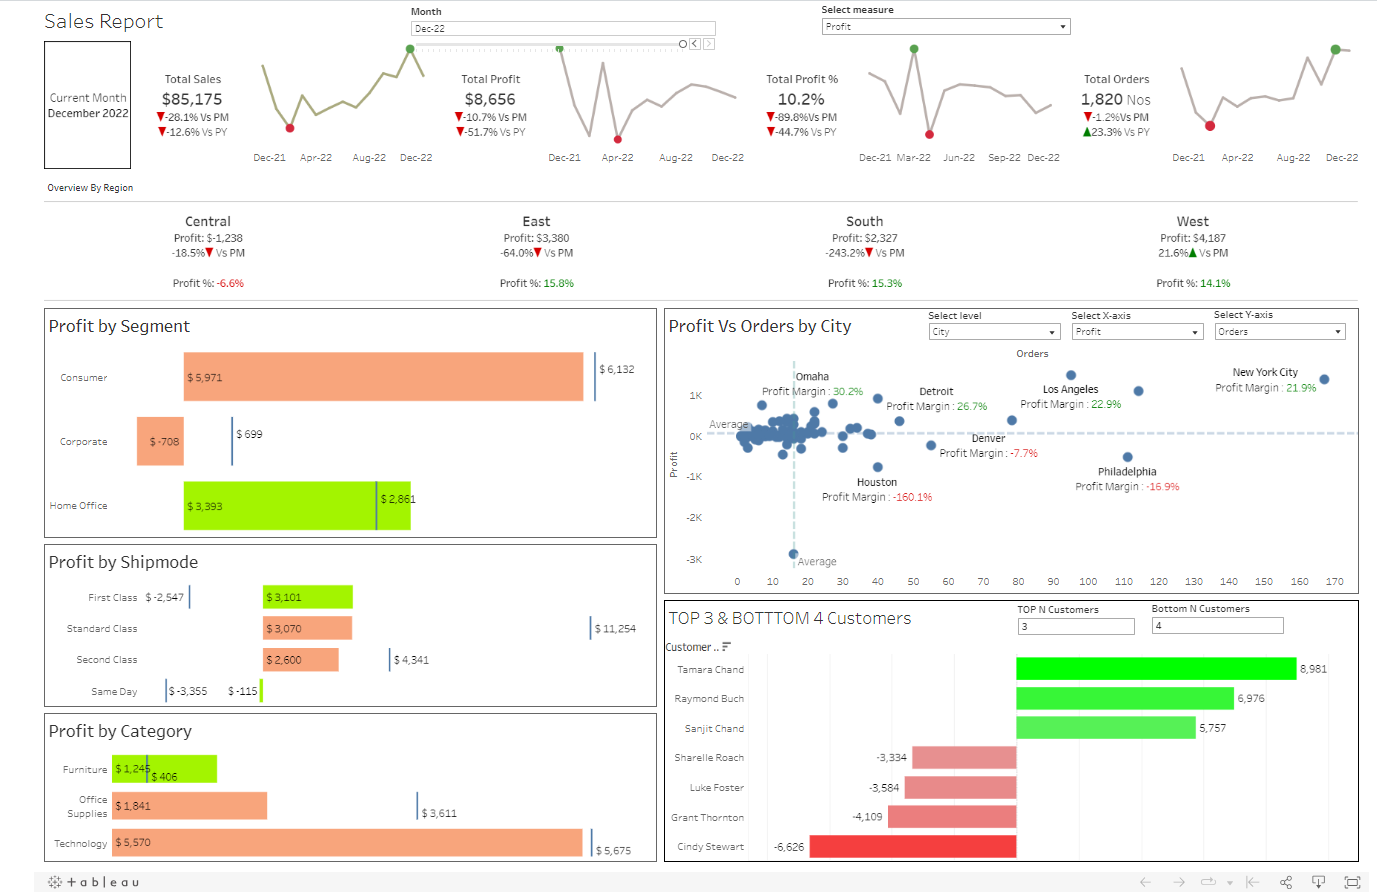 Sales Report
Month
Dec-22
Select measure
Profit
Current Month
December 2022
Total Sales
$85,175
▼-28.1% Vs PM
▼-12.6% Vs PY
Dec-21 Apr-22 Aug-22 Dec-22
Total Profit
$8,656
▼-10.7% Vs PM
▼-51.7% Vs PY
Dec-21 Apr-22 Aug-22 Dec-22
Total Profit %
10.2%
▼-89.8%Vs PM
▼-44.7% Vs PY
Dec-21 Mar-22 Jun-22 Sep-22 Dec-22
Total Orders
1,820 Nos
▼-1.2%Vs PM
▲23.3% Vs PY
Dec-21 Apr-22 Aug-22 Dec-22
Overview By Region
Central
Profit: $-1,238
-18.5%▼ Vs PM
Profit %: -6.6%
East
Profit: $3,380
-64.0%▼ Vs PM
Profit %: 15.8%
South
Profit: $2,327
-243.2%▼ Vs PM
Profit %: 15.3%
West
Profit: $4,187
21.6%▲ Vs PM
Profit %: 14.1%
Profit by Segment
Consumer $ 5,971 $ 6,132
Corporate $ -708 $ 699
Home Office $ 3,393 $ 2,861
Profit by Shipmode
First Class $ -2,547 $ 3,101
Standard Class $ 3,070 $ 11,254
Second Class $ 2,600 $ 4,341
Same Day $ -3,355 $ -115
Profit by Category
Furniture $ 1,245 $ 406
Office
Supplies $ 1,841 $ 3,611
Technology $ 5,570 $ 5,675
Profit Vs Orders by City
Select level
City
Select X-axis
Profit
Select Y-axis
Orders
Orders
Profit
1K
0K
-1K
-2K
-3K
Average
Omaha
Profit Margin : 30.2%
Detroit
Profit Margin : 26.7%
Los Angeles
Profit Margin : 22.9%
New York City
Profit Margin : 21.9%
Denver
Profit Margin : -7.7%
Houston
Profit Margin : -160.1%
Philadelphia
Profit Margin : -16.9%
Average
0 10 20 30 40 50 60 70 80 90 100 110 120 130 140 150 160 170
TOP 3 & BOTTTOM 4 Customers
TOP N Customers
3
Bottom N Customers
4
Customer ..
Tamara Chand 8,981
Raymond Buch 6,976
Sanjit Chand 5,757
Sharelle Roach -3,334
Luke Foster -3,584
Grant Thornton -4,109
Cindy Stewart -6,626
+ableau